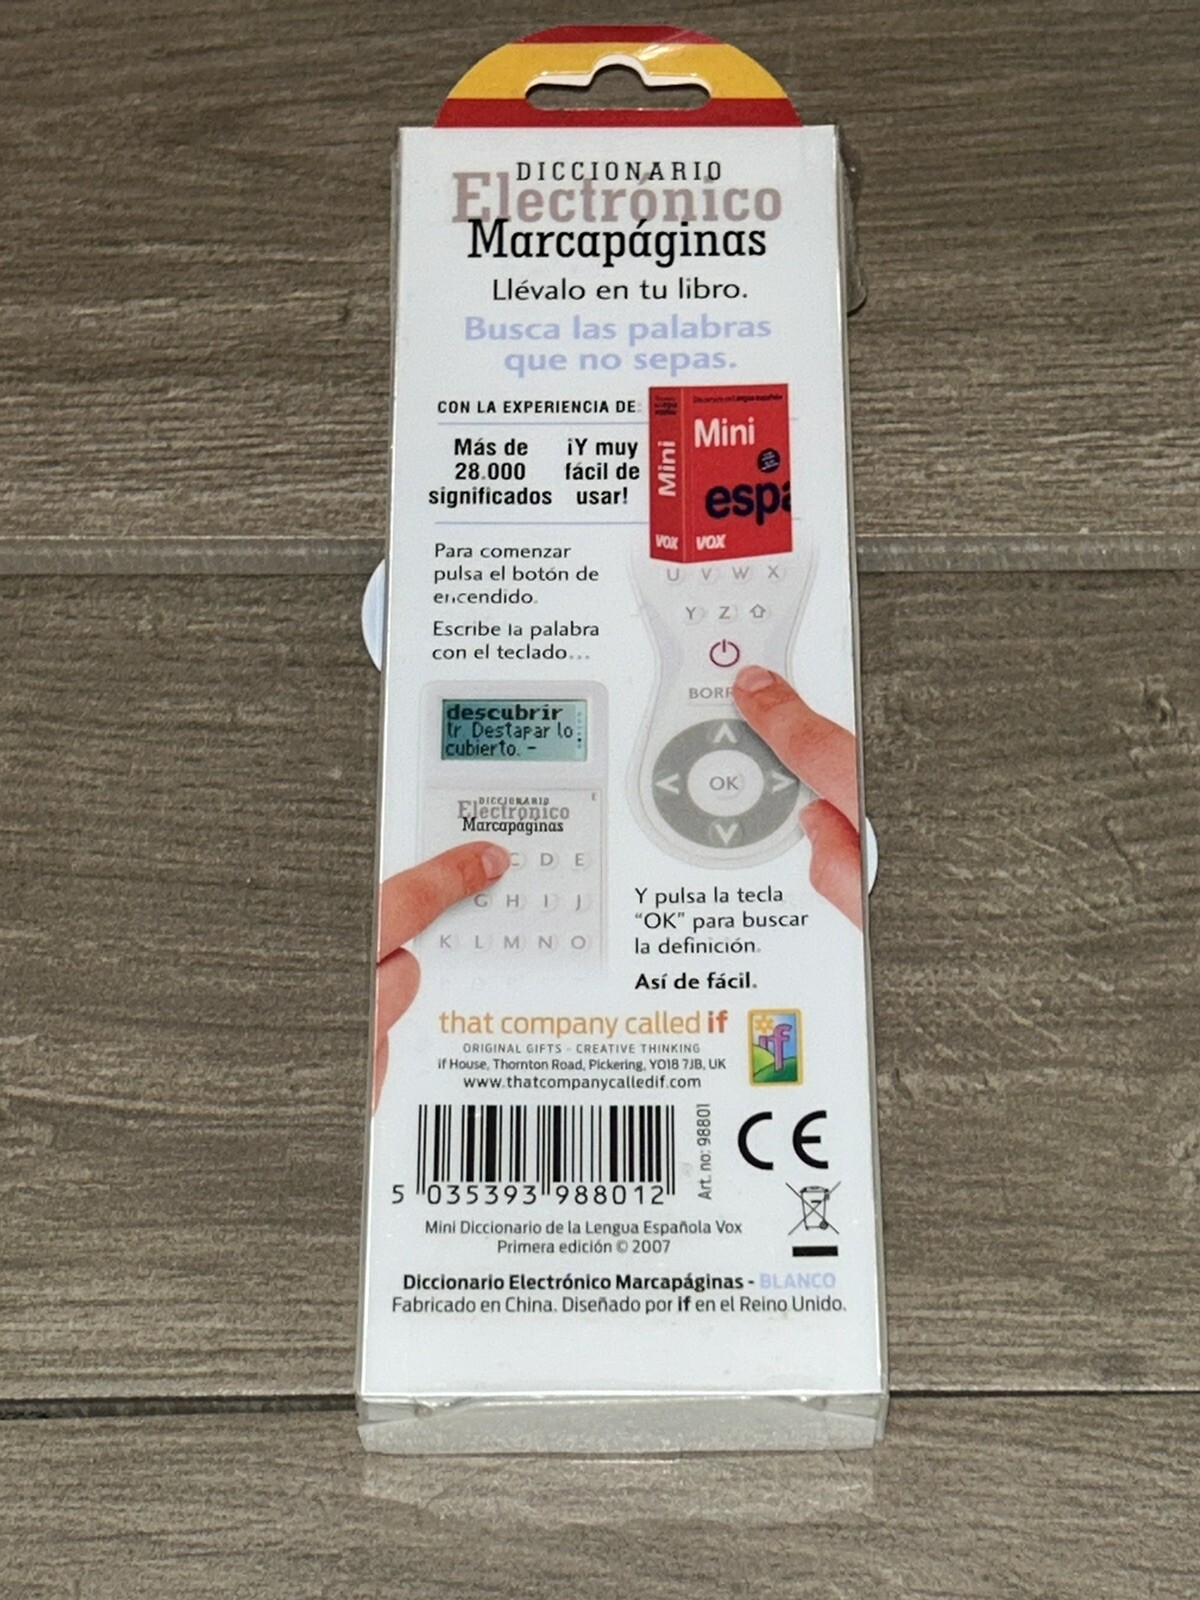 DICCIONARIO
Electrónico
Marcapáginas
Llévalo en tu libro.
Busca las palabras
que no sepas.
CON LA EXPERIENCIA DE:
Más de
28.000
significados
¡Y muy
fácil de
usar!
Mini
VOX
Mini
espa
VOX
Para comenzar
pulsa el botón de
encendido.
Escribe la palabra
con el teclado...
U V W X
Y Z
BORR
OK
descubrir
tr. Destapar lo
cubierto. -
DICCIONARIO
Electrónico
Marcapáginas
E
C D E
G H I J
K L M N O
Y pulsa la tecla
“OK” para buscar
la definición.
Así de fácil.
that company called if
ORIGINAL GIFTS - CREATIVE THINKING
if House, Thornton Road, Pickering, YO18 7JB, UK
www.thatcompanycalledif.com
if
5 035393 988012
Art. no: 98801
CE
Mini Diccionario de la Lengua Española Vox
Primera edición © 2007
Diccionario Electrónico Marcapáginas - BLANCO
Fabricado en China. Diseñado por if en el Reino Unido.